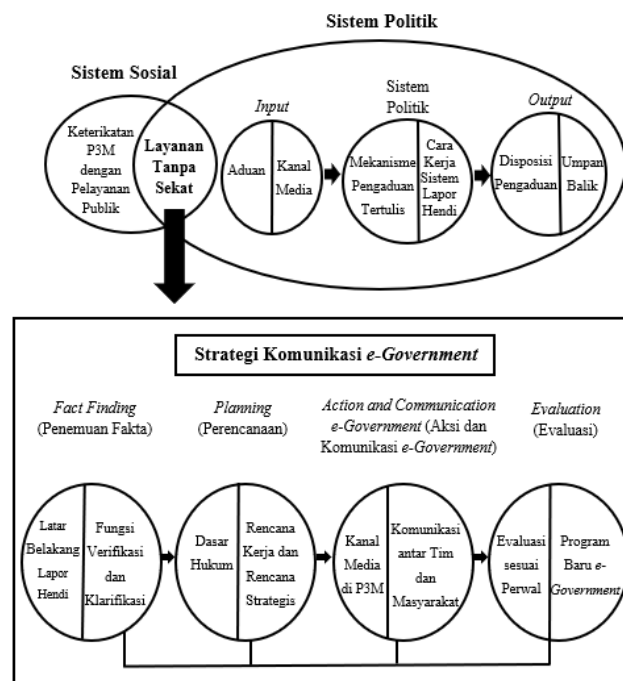 Sistem Politik
Sistem Sosial
Keterikatan
P3M
dengan
Pelayanan
Publik
Layanan
Tanpa
Sekat
Input
Aduan
Kanal
Media
Sistem
Politik
Mekanisme
Pengaduan
Tertulis
Cara
Kerja
Sistem
Lapor
Hendi
Output
Disposisi
Pengaduan
Umpan
Balik
Strategi Komunikasi e-Government
Fact Finding
(Penemuan Fakta)
Planning
(Perencanaan)
Action and Communication
e-Government (Aksi dan
Komunikasi e-Government)
Evaluation
(Evaluasi)
Latar
Belakang
Lapor
Hendi
Fungsi
Verifikasi
dan
Klarifikasi
Dasar
Hukum
Rencana
Kerja dan
Rencana
Strategis
Kanal
Media
di P3M
Komunikasi
antar Tim
dan
Masyarakat
Evaluasi
sesuai
Perwal
Program
Baru e-
Government